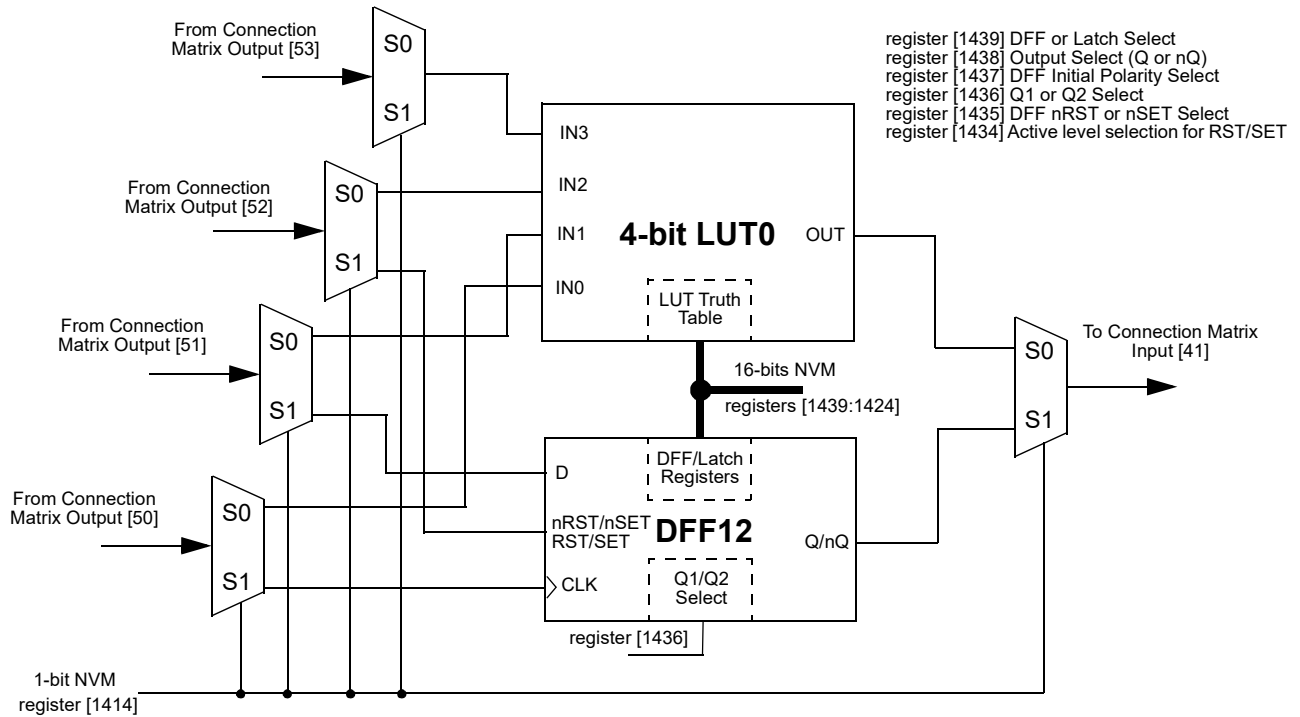 From Connection
Matrix Output [53]
S0
S1
register [1439] DFF or Latch Select
register [1438] Output Select (Q or nQ)
register [1437] DFF Initial Polarity Select
register [1436] Q1 or Q2 Select
register [1435] DFF nRST or nSET Select
register [1434] Active level selection for RST/SET
From Connection
Matrix Output [52]
S0
S1
IN3
IN2
IN1
IN0
4-bit LUT0
OUT
LUT Truth
Table
From Connection
Matrix Output [51]
S0
S1
16-bits NVM
registers [1439:1424]
S0
S1
To Connection Matrix
Input [41]
From Connection
Matrix Output [50]
S0
S1
D
nRST/nSET
RST/SET
CLK
DFF/Latch
Registers
DFF12
Q/nQ
Q1/Q2
Select
register [1436]
1-bit NVM
register [1414]